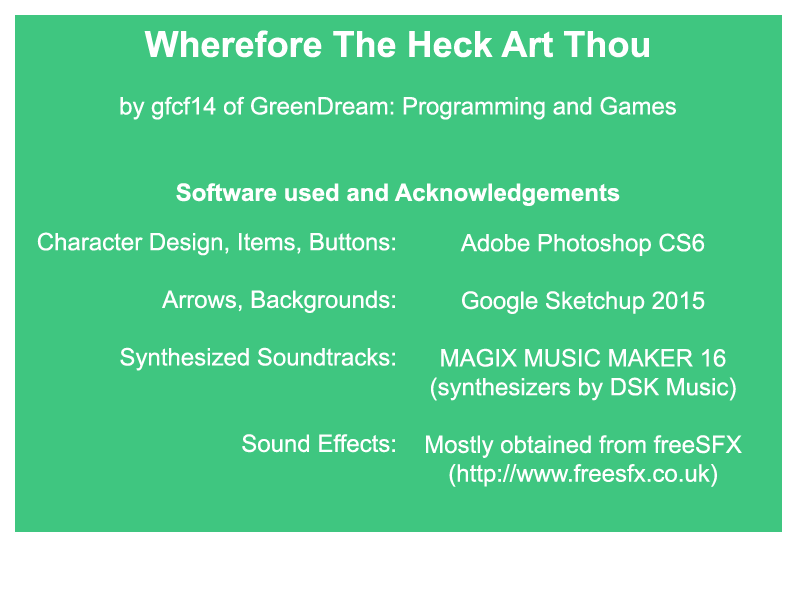 Wherefore The Heck Art Thou
by gfcf14 of GreenDream: Programming and Games
Software used and Acknowledgements
Character Design, Items, Buttons: Adobe Photoshop CS6
Arrows, Backgrounds: Google Sketchup 2015
Synthesized Soundtracks: MAGIX MUSIC MAKER 16
(synthesizers by DSK Music)
Sound Effects: Mostly obtained from freeSFX
(http://www.freesfx.co.uk)